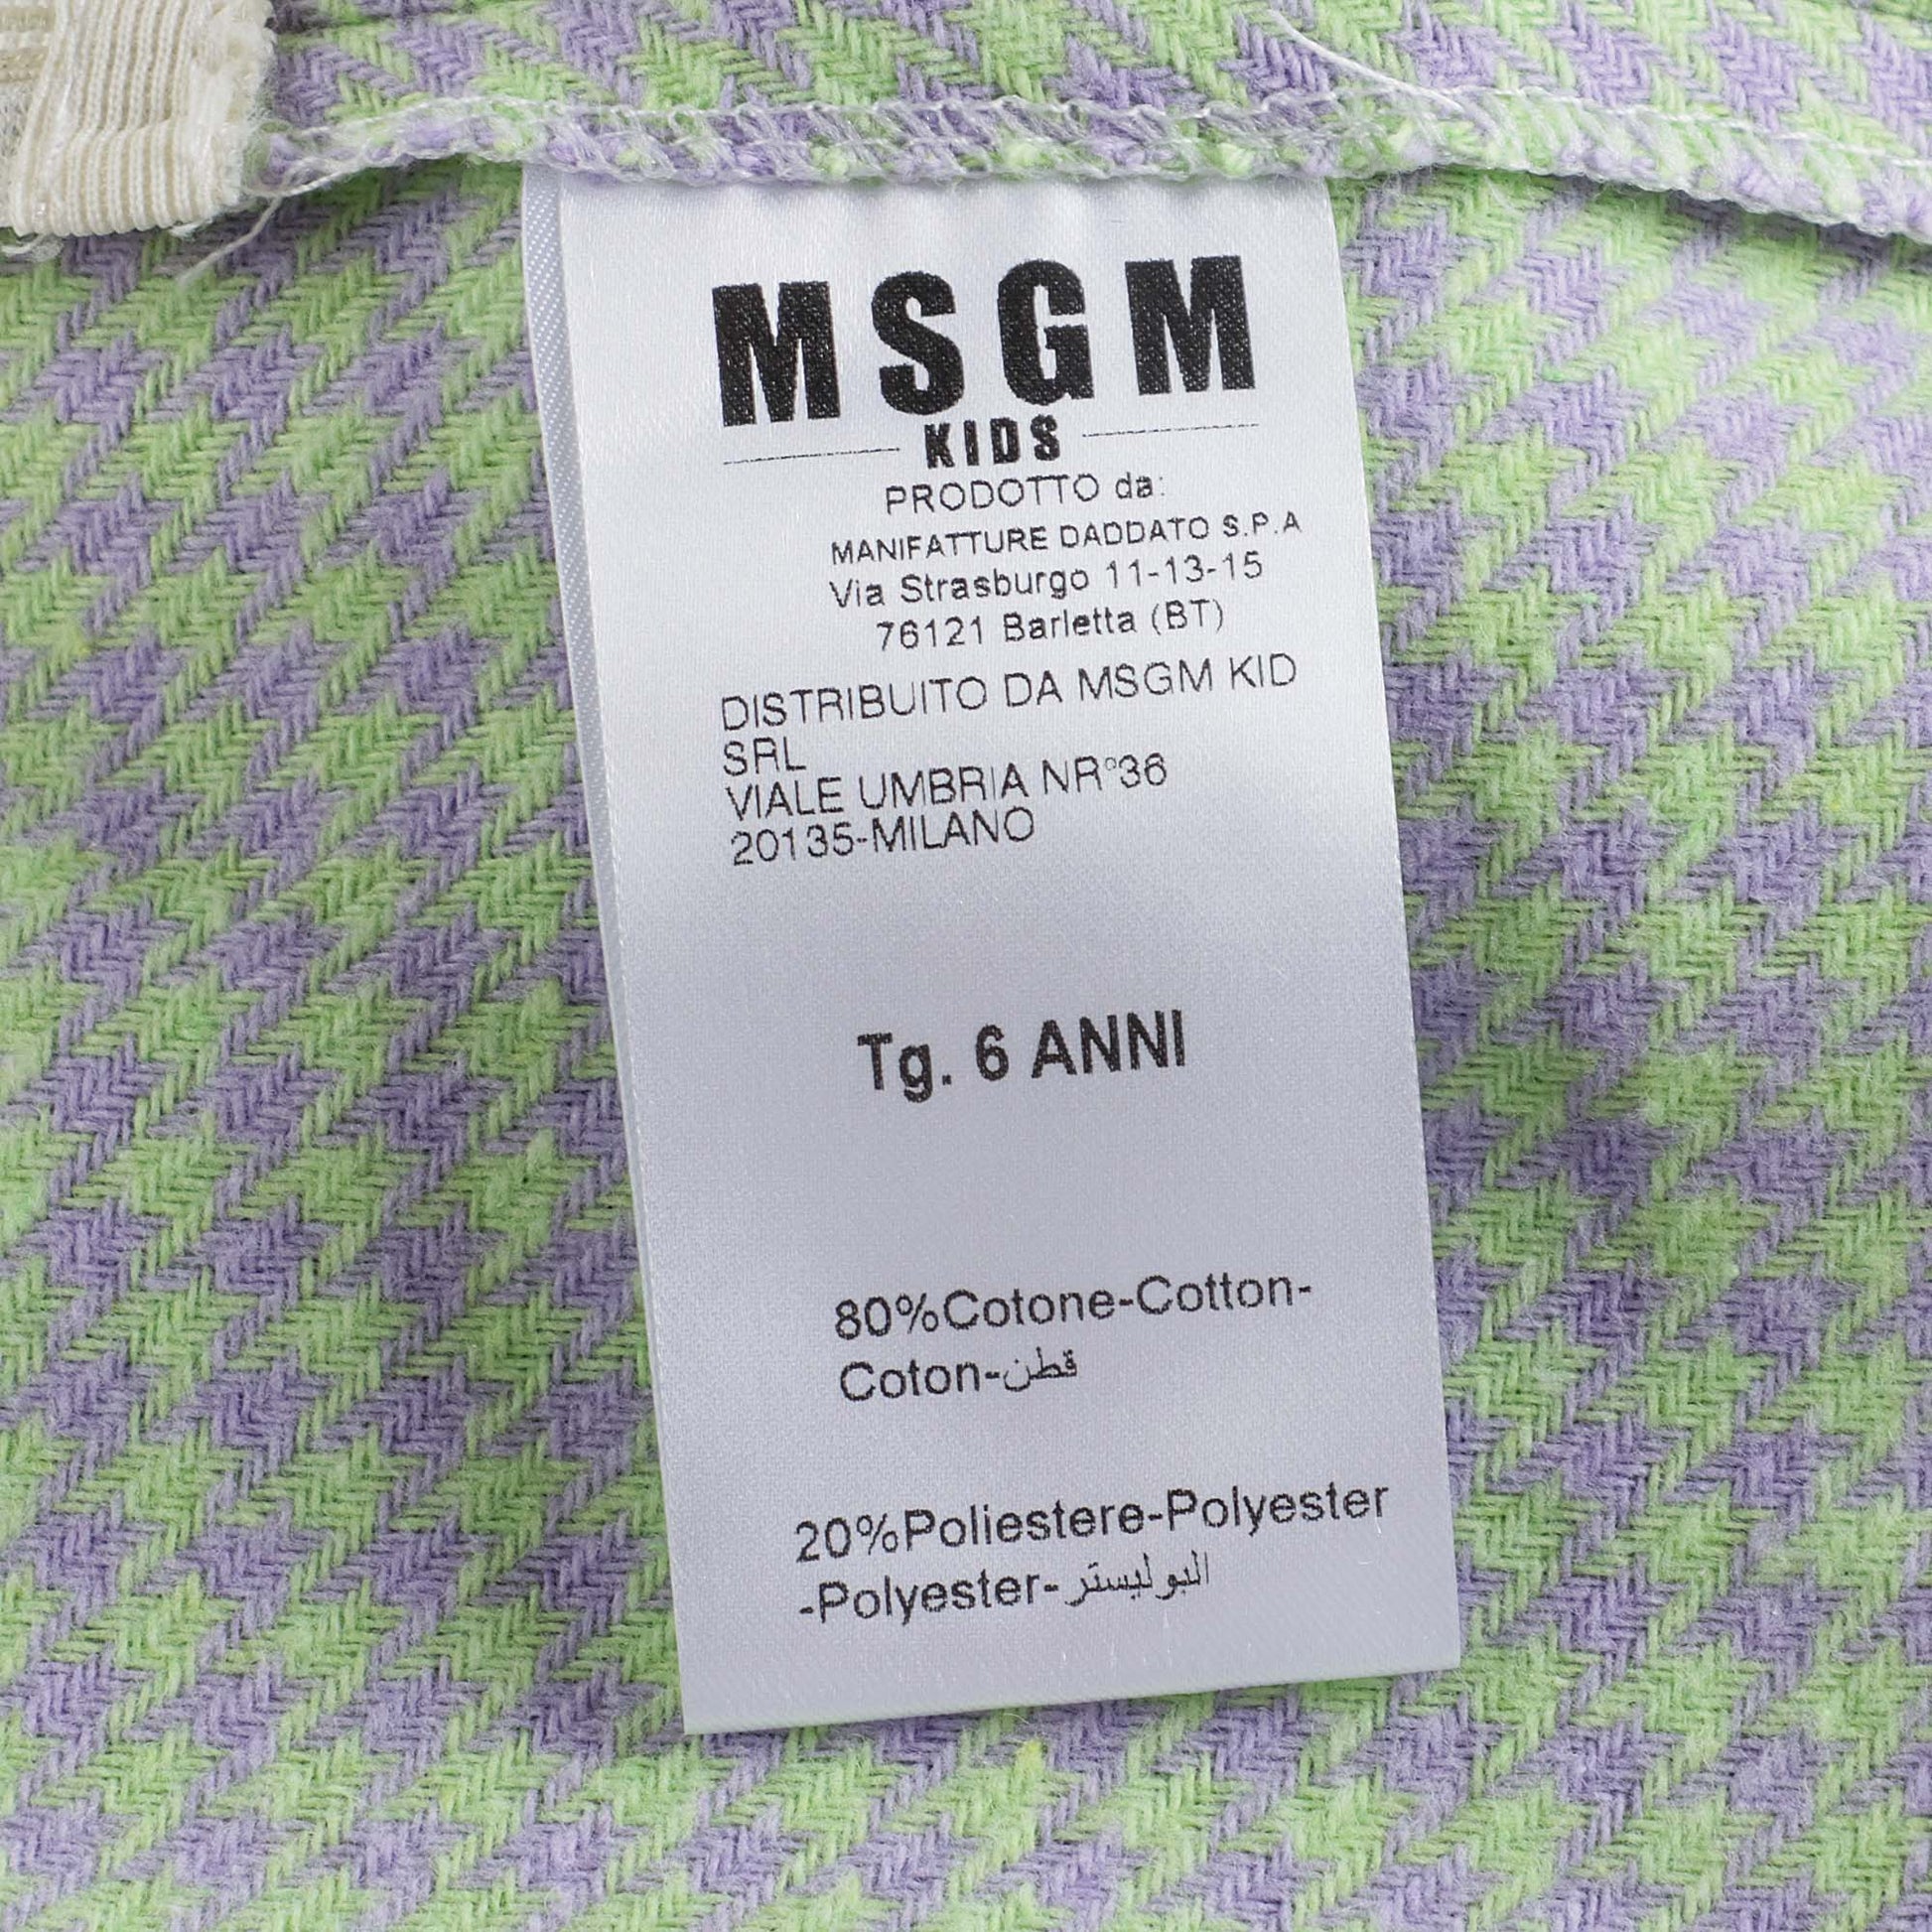 MSGM
KIDS
PRODOTTO da:
MANIFATTURE DADDATO S.P.A
Via Strasburgo 11-13-15
76121 Barletta (BT)
DISTRIBUITO DA MSGM KID
SRL
VIALE UMBRIA NR°36
20135-MILANO
Tg. 6 ANNI
80%Cotone-Cotton-
Coton-قطن
20%Poliestere-Polyester
-Polyester-البوليستر